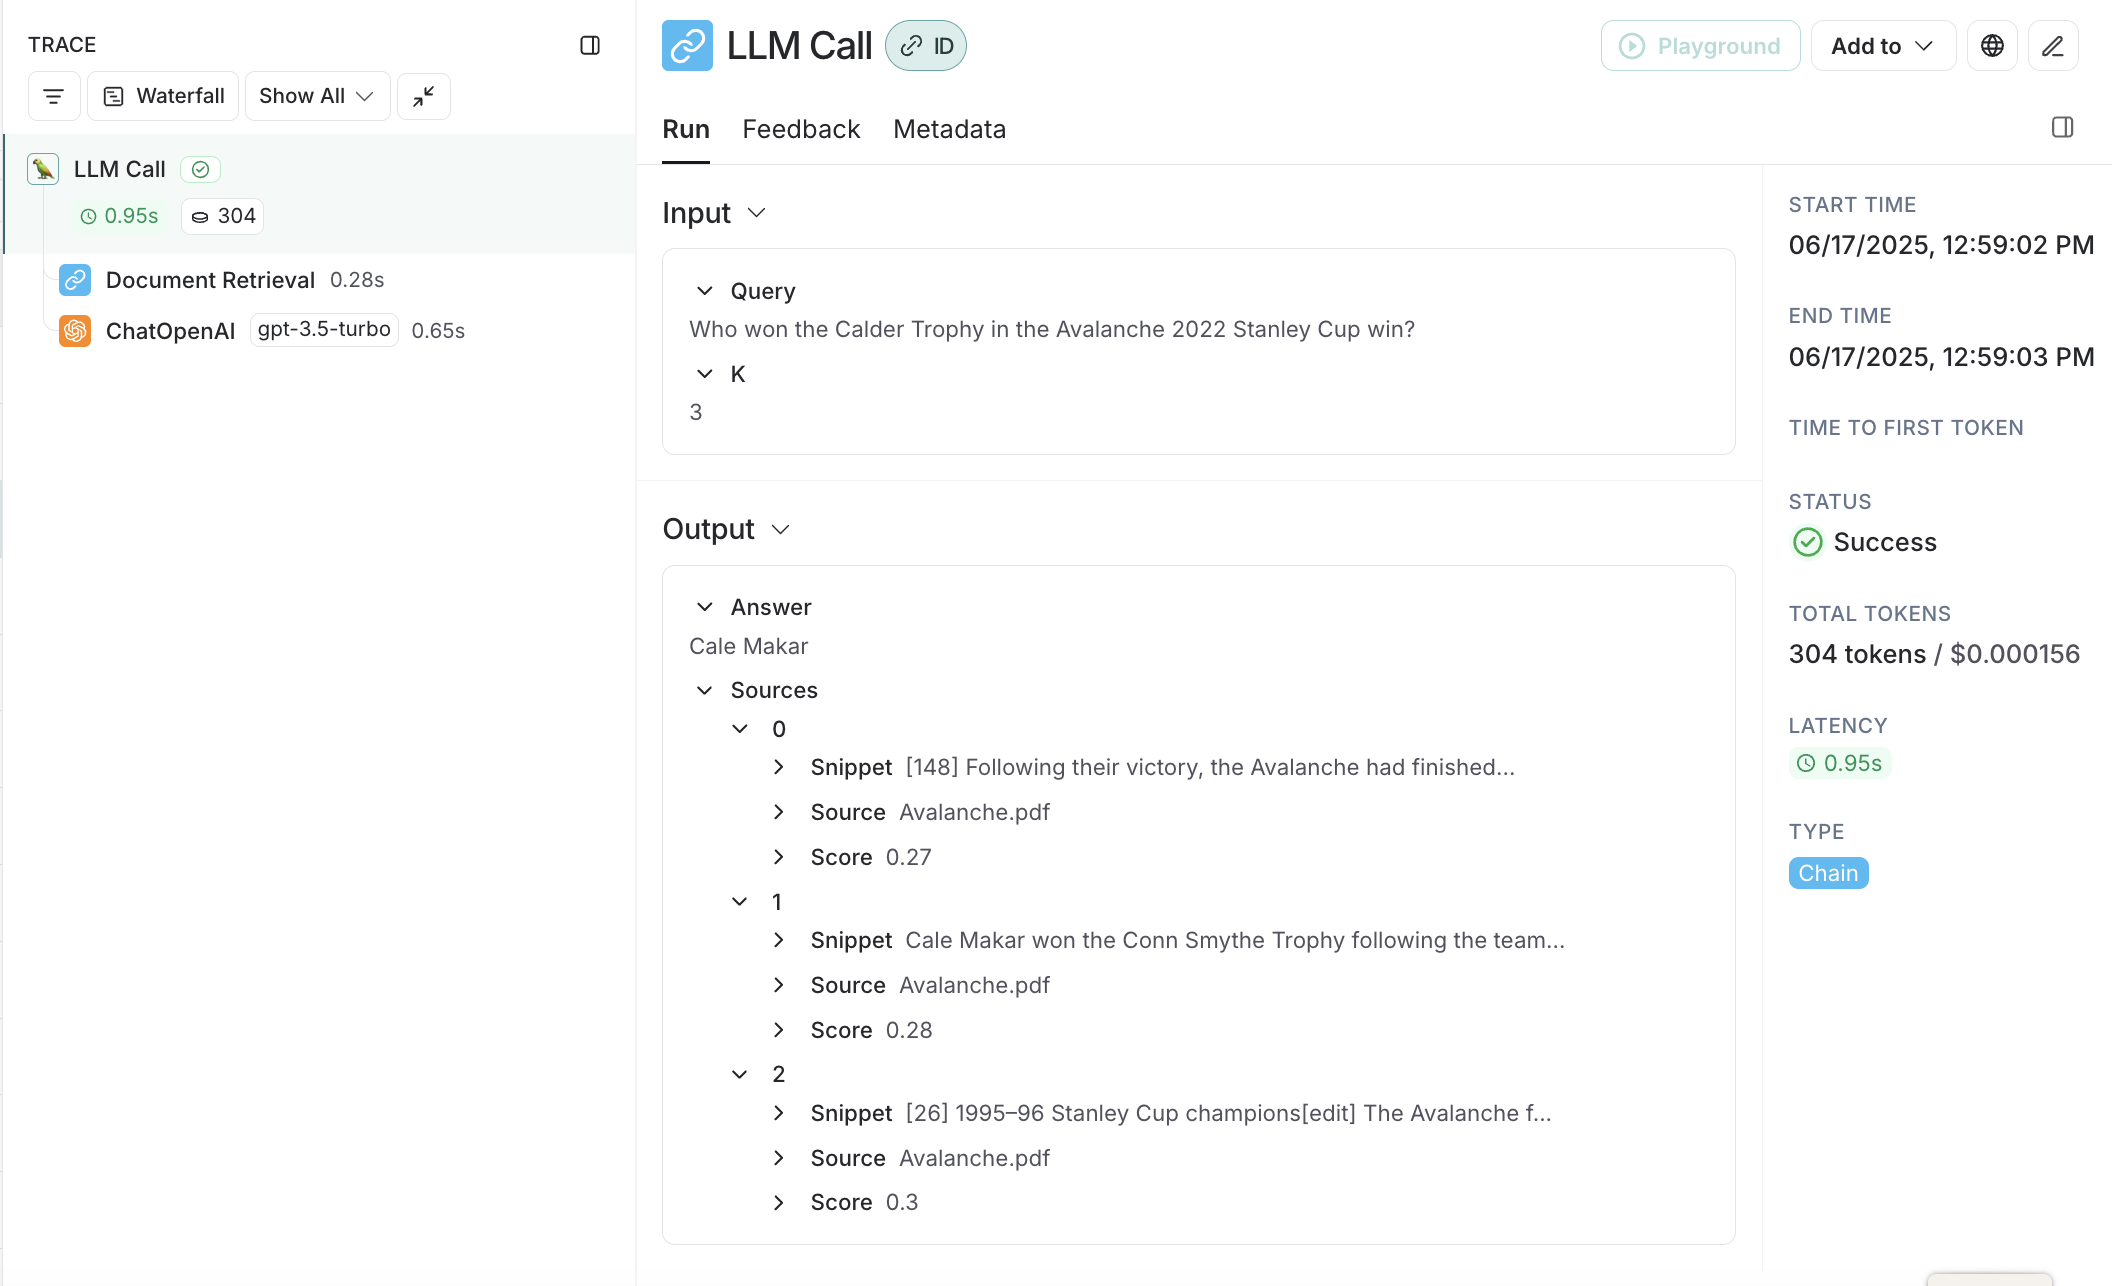 TRACE
Waterfall
Show All
LLM Call
0.95s
304
Document Retrieval 0.28s
ChatOpenAI gpt-3.5-turbo 0.65s
LLM Call
ID
Playground
Add to
Run Feedback Metadata
Input
Query
Who won the Calder Trophy in the Avalanche 2022 Stanley Cup win?
K
3
Output
Answer
Cale Makar
Sources
0
Snippet [148] Following their victory, the Avalanche had finished...
Source Avalanche.pdf
Score 0.27
1
Snippet Cale Makar won the Conn Smythe Trophy following the team...
Source Avalanche.pdf
Score 0.28
2
Snippet [26] 1995–96 Stanley Cup champions[edit] The Avalanche f...
Source Avalanche.pdf
Score 0.3
START TIME
06/17/2025, 12:59:02 PM
END TIME
06/17/2025, 12:59:03 PM
TIME TO FIRST TOKEN
STATUS
Success
TOTAL TOKENS
304 tokens / $0.000156
LATENCY
0.95s
TYPE
Chain